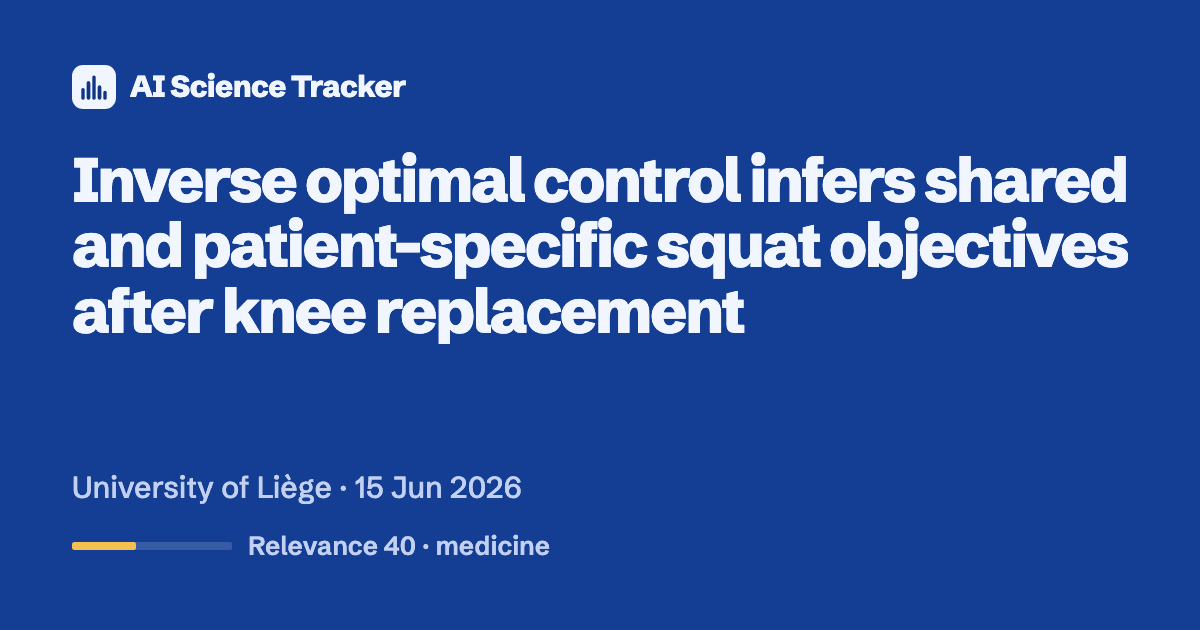 AI Science Tracker
Inverse optimal control infers shared
and patient-specific squat objectives
after knee replacement
University of Liège · 15 Jun 2026
Relevance 40 · medicine